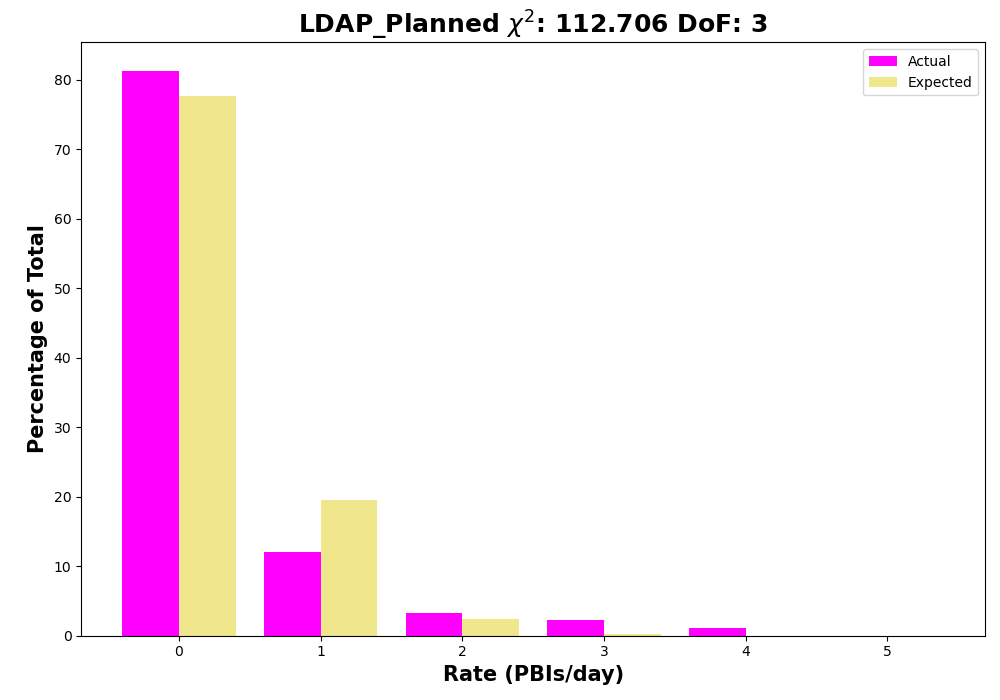 LDAP_Planned χ²: 112.706 DoF: 3
Actual
Expected
Percentage of Total
80
70
60
50
40
30
20
10
0
0 1 2 3 4 5
Rate (PBIs/day)